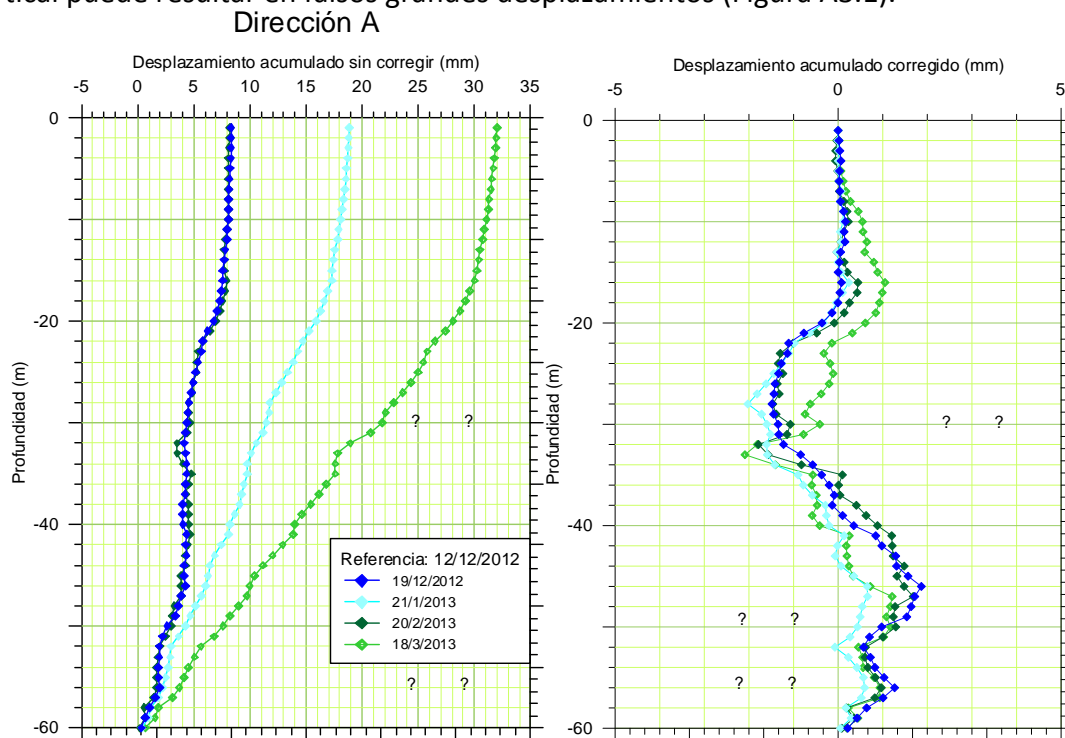 tical puede resultar en falsos grandes desplazamientos (Figura A3.1).
Dirección A
Desplazamiento acumulado sin corregir (mm)
-5 0 5 10 15 20 25 30 35
0
-20
-40
-60
Profundidad (m)
? ?
? ?
Referencia: 12/12/2012
19/12/2012
21/1/2013
20/2/2013
18/3/2013
Desplazamiento acumulado corregido (mm)
-5 0 5
0
-20
-40
-60
Profundidad (m)
? ?
? ?
? ?